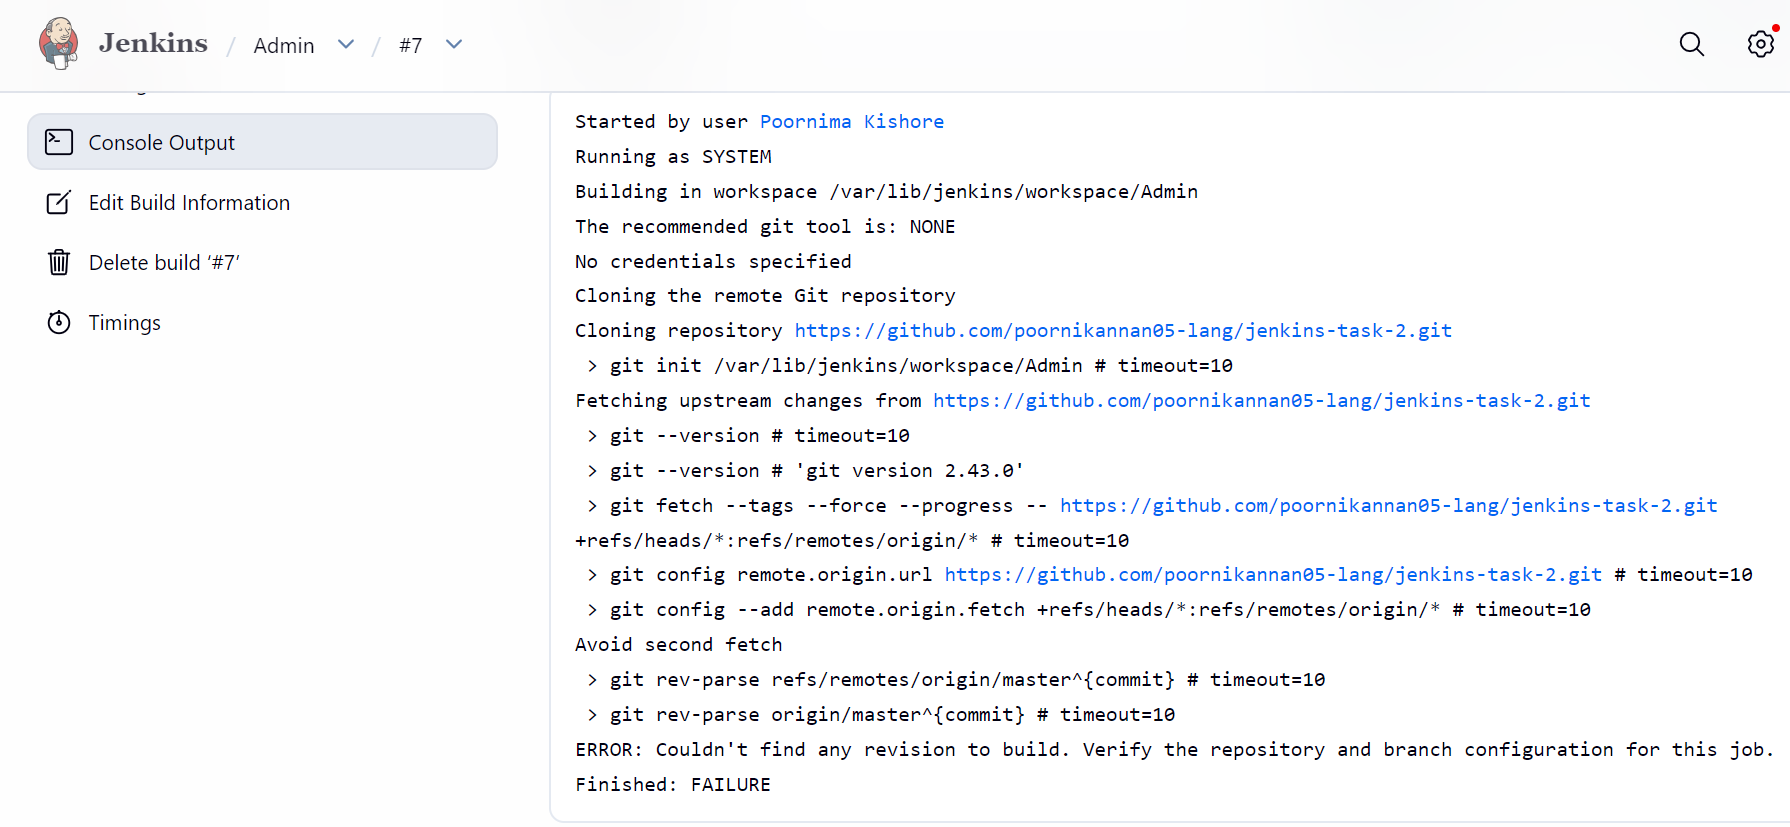 Jenkins / Admin / #7
Console Output
Edit Build Information
Delete build ‘#7’
Timings
Started by user Poornima Kishore
Running as SYSTEM
Building in workspace /var/lib/jenkins/workspace/Admin
The recommended git tool is: NONE
No credentials specified
Cloning the remote Git repository
Cloning repository https://github.com/poornikannan05-lang/jenkins-task-2.git
> git init /var/lib/jenkins/workspace/Admin # timeout=10
Fetching upstream changes from https://github.com/poornikannan05-lang/jenkins-task-2.git
> git --version # timeout=10
> git --version # 'git version 2.43.0'
> git fetch --tags --force --progress -- https://github.com/poornikannan05-lang/jenkins-task-2.git
+refs/heads/*:refs/remotes/origin/* # timeout=10
> git config remote.origin.url https://github.com/poornikannan05-lang/jenkins-task-2.git # timeout=10
> git config --add remote.origin.fetch +refs/heads/*:refs/remotes/origin/* # timeout=10
Avoid second fetch
> git rev-parse refs/remotes/origin/master^{commit} # timeout=10
> git rev-parse origin/master^{commit} # timeout=10
ERROR: Couldn't find any revision to build. Verify the repository and branch configuration for this job.
Finished: FAILURE